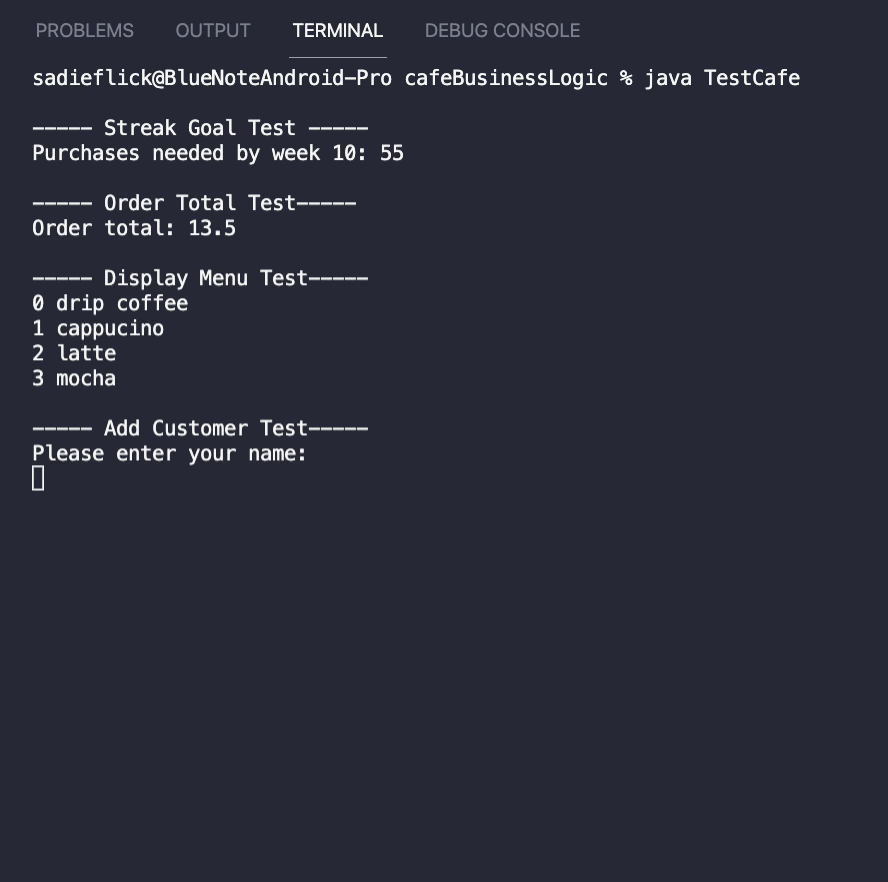 PROBLEMS OUTPUT TERMINAL DEBUG CONSOLE
sadieflick@BlueNoteAndroid-Pro cafeBusinessLogic % java TestCafe
----- Streak Goal Test -----
Purchases needed by week 10: 55
----- Order Total Test-----
Order total: 13.5
----- Display Menu Test-----
0 drip coffee
1 cappucino
2 latte
3 mocha
----- Add Customer Test-----
Please enter your name: